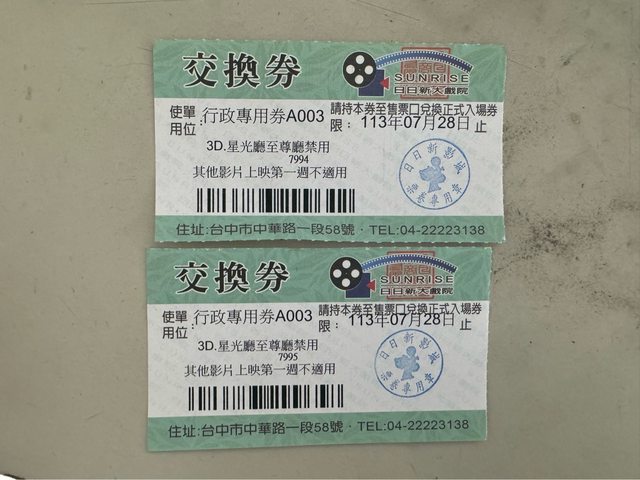 交換券
SUNRISE
日日新大戲院
使單用位:行政專用券A003
請持本券至售票口兌換正式入場券
限:113年07月28日止
3D.星光廳至尊廳禁用
7994
其他影片上映第一週不適用
日日新影城
專用章
住址:台中市中華路一段58號·TEL:04-22223138
交換券
SUNRISE
日日新大戲院
使單用位:行政專用券A003
請持本券至售票口兌換正式入場券
限:113年07月28日止
3D.星光廳至尊廳禁用
7995
其他影片上映第一週不適用
日日新影城
專用章
住址:台中市中華路一段58號·TEL:04-22223138